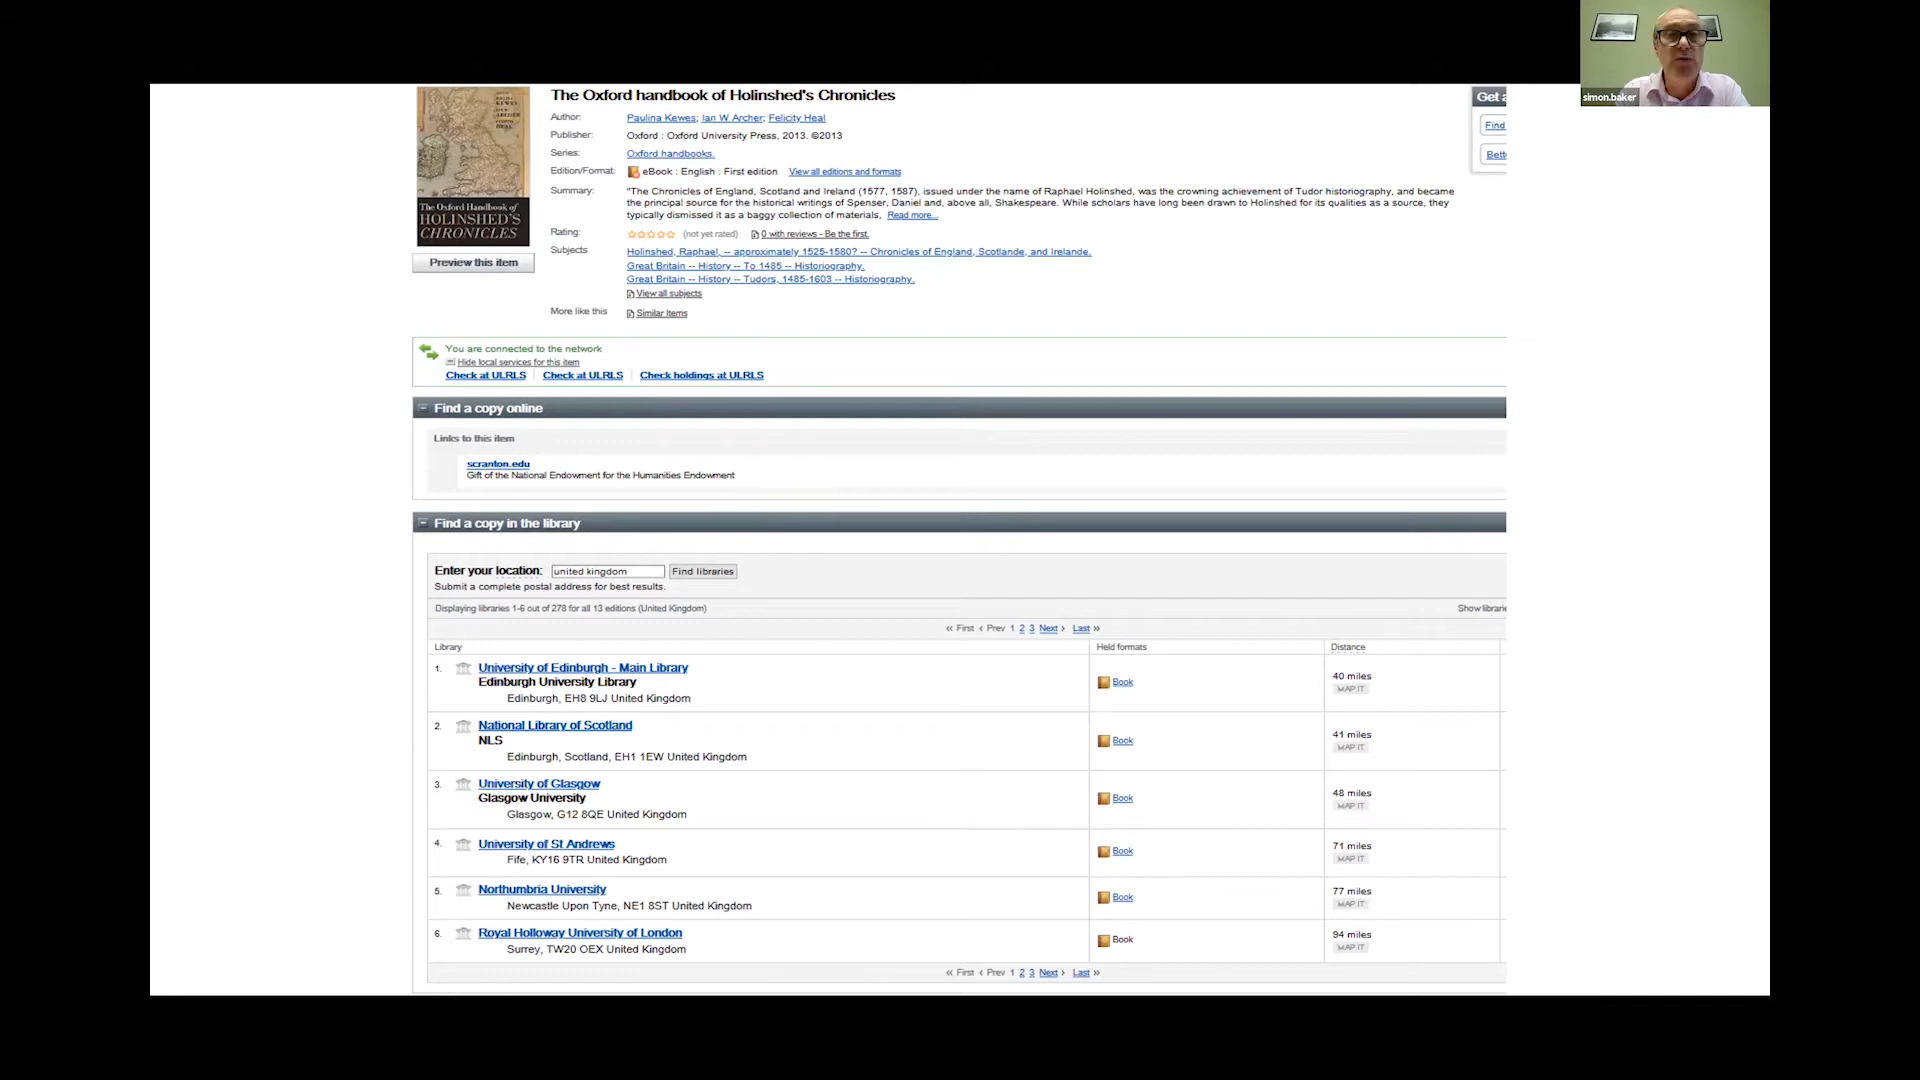 simon.baker
The Oxford handbook of Holinshed's Chronicles
Author: Paulina Kewes; Ian W Archer; Felicity Heal
Publisher: Oxford : Oxford University Press, 2013. ©2013
Series: Oxford handbooks.
Edition/Format: eBook : English : First edition View all editions and formats
Summary: "The Chronicles of England, Scotland and Ireland (1577, 1587), issued under the name of Raphael Holinshed, was the crowning achievement of Tudor historiography, and became
the principal source for the historical writings of Spenser, Daniel and, above all, Shakespeare. While scholars have long been drawn to Holinshed for its qualities as a source, they
typically dismissed it as a baggy collection of materials, Read more...
Rating: (not yet rated) 0 with reviews - Be the first.
Subjects Holinshed, Raphael, -- approximately 1525-1580? -- Chronicles of England, Scotlande, and Irelande.
Great Britain -- History -- To 1485 -- Historiography.
Great Britain -- History -- Tudors, 1485-1603 -- Historiography.
View all subjects
More like this Similar Items
KEWES
HEAL
The Oxford Handbook of
HOLINSHED'S
CHRONICLES
Preview this item
Get a
Find
Bett
You are connected to the network
Hide local services for this item
Check at ULRLS Check at ULRLS Check holdings at ULRLS
Find a copy online
Links to this item
scranton.edu
Gift of the National Endowment for the Humanities Endowment
Find a copy in the library
Enter your location: united kingdom Find libraries
Submit a complete postal address for best results.
Displaying libraries 1-6 out of 278 for all 13 editions (United Kingdom) Show librarie
« First ‹ Prev 1 2 3 Next › Last »
Library Held formats Distance
1. University of Edinburgh - Main Library
Edinburgh University Library
Edinburgh, EH8 9LJ United Kingdom
Book
40 miles
MAP IT
2. National Library of Scotland
NLS
Edinburgh, Scotland, EH1 1EW United Kingdom
Book
41 miles
MAP IT
3. University of Glasgow
Glasgow University
Glasgow, G12 8QE United Kingdom
Book
48 miles
MAP IT
4. University of St Andrews
Fife, KY16 9TR United Kingdom
Book
71 miles
MAP IT
5. Northumbria University
Newcastle Upon Tyne, NE1 8ST United Kingdom
Book
77 miles
MAP IT
6. Royal Holloway University of London
Surrey, TW20 OEX United Kingdom
Book
94 miles
MAP IT
« First ‹ Prev 1 2 3 Next › Last »